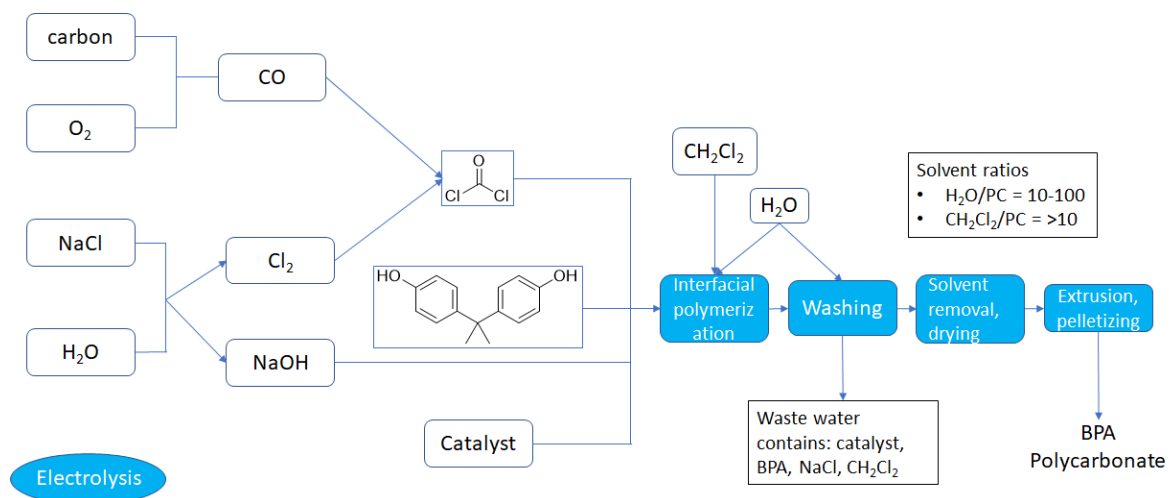 carbon
O₂
CO
NaCl
H₂O
Cl₂
NaOH
Catalyst
Electrolysis
O
Cl
Cl
HO
OH
CH₂Cl₂
H₂O
Solvent ratios
• H₂O/PC = 10-100
• CH₂Cl₂/PC = >10
Interfacial
polymeriz
ation
Washing
Solvent
removal,
drying
Extrusion,
pelletizing
Waste water
contains: catalyst,
BPA, NaCl, CH₂Cl₂
BPA
Polycarbonate